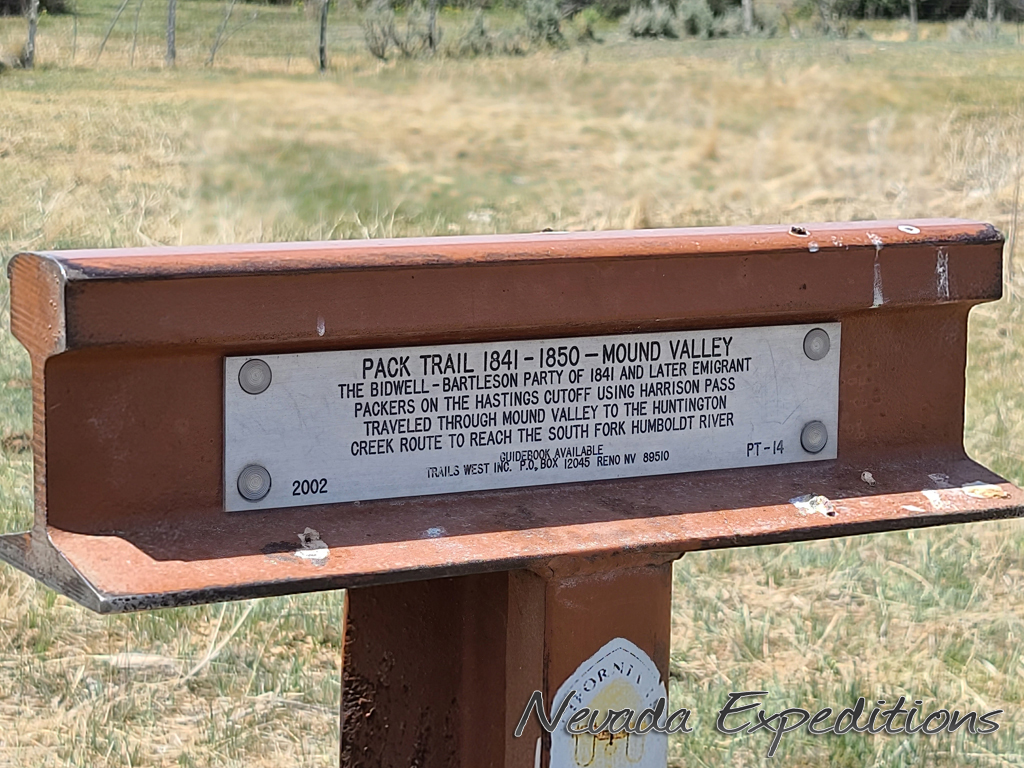 PACK TRAIL 1841-1850-MOUND VALLEY
THE BIDWELL-BARTLESON PARTY OF 1841 AND LATER EMIGRANT
PACKERS ON THE HASTINGS CUTOFF USING HARRISON PASS
TRAVELED THROUGH MOUND VALLEY TO THE HUNTINGTON
CREEK ROUTE TO REACH THE SOUTH FORK HUMBOLDT RIVER
GUIDEBOOK AVAILABLE
TRAILS WEST INC. P.O. BOX 12045 RENO NV 89510
PT-14
2002
Nevada Expeditions